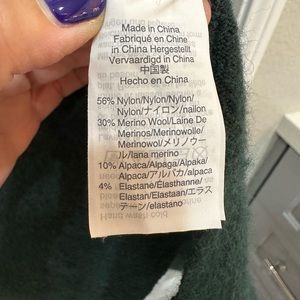 Made in China
Fabriqué en Chine
in China Hergestellt
Vervaardigd in China
中国製
Hecho en China
56% Nylon/Nylon/Nylon/
Nylon/ナイロン/nailon
30% Merino Wool/Laine De
Merinos/Merinowolle/
Merinowol/メリノウー
ル/lana merino
10% Alpaca/Alpaga/Alpaka/
Alpaca/アルパカ/alpaca
4% Elastane/Elasthanne/
Elastan/Elastaan/エラス
テーン/elastano